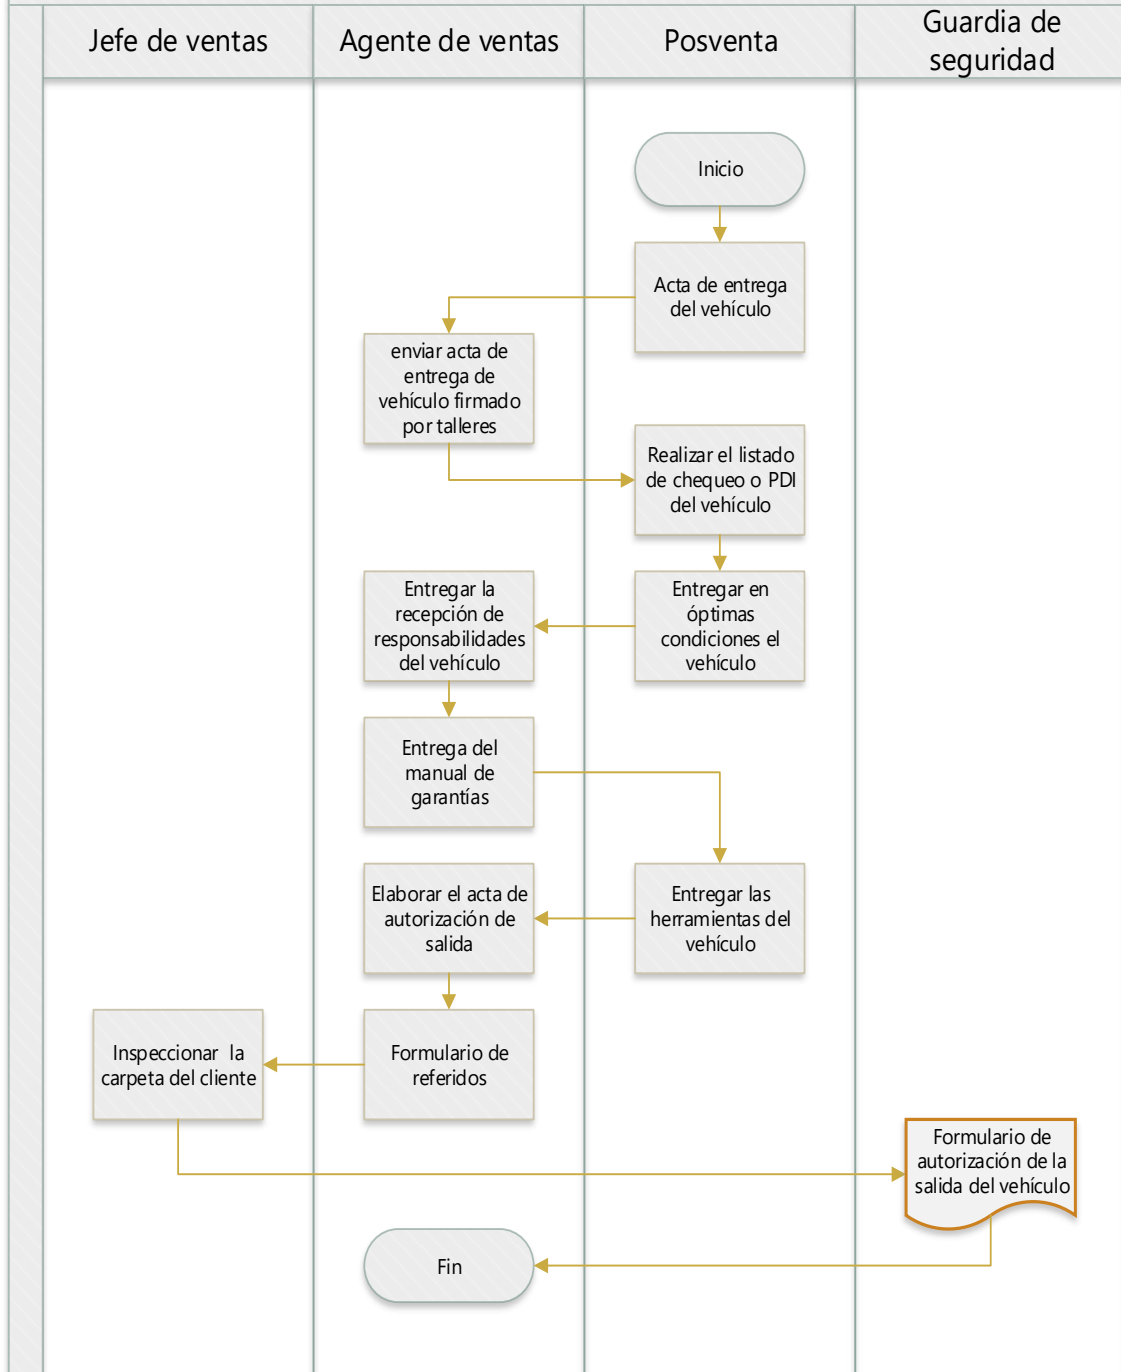 Jefe de ventas
Agente de ventas
Posventa
Guardia de
seguridad
Inicio
Acta de entrega
del vehículo
enviar acta de
entrega de
vehículo firmado
por talleres
Realizar el listado
de chequeo o PDI
del vehículo
Entregar en
óptimas
condiciones el
vehículo
Entregar la
recepción de
responsabilidades
del vehículo
Entrega del
manual de
garantías
Entregar las
herramientas del
vehículo
Elaborar el acta de
autorización de
salida
Formulario de
referidos
Inspeccionar la
carpeta del cliente
Formulario de
autorización de la
salida del vehículo
Fin